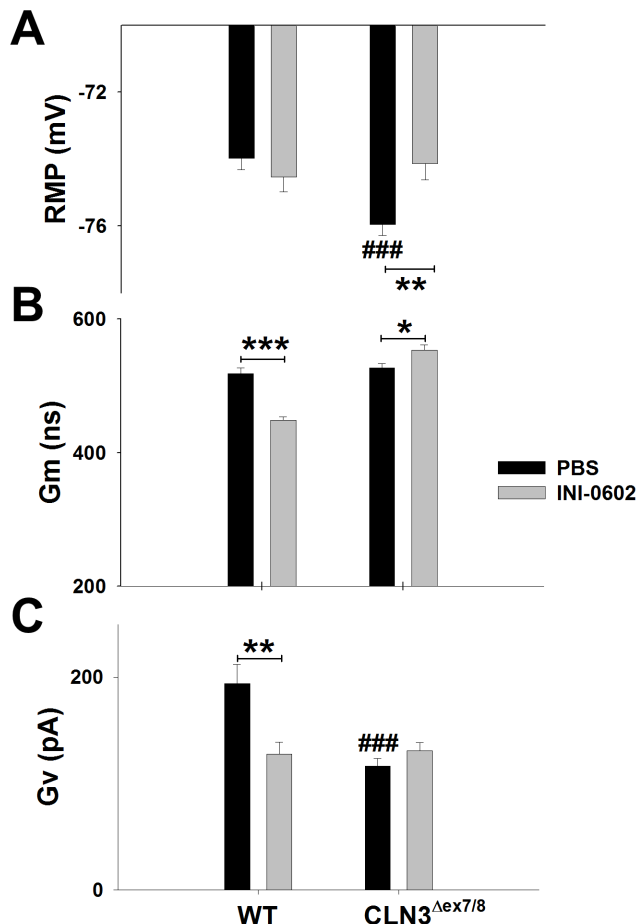 A
RMP (mV)
-72
-76
###
**
B
Gm (ns)
600
400
200
***
*
PBS
INI-0602
C
Gv (pA)
200
0
**
###
WT CLN3Δex7/8